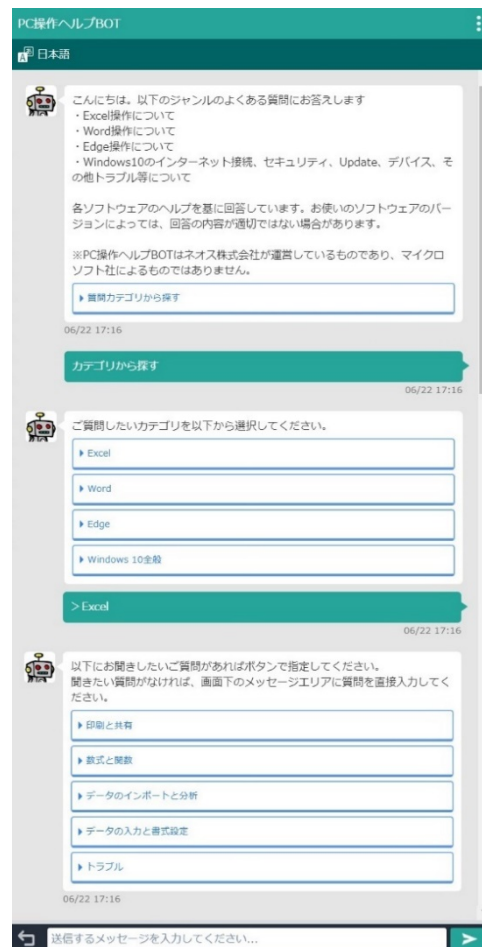 PC操作ヘルプBOT
日本語
こんにちは。以下のジャンルのよくある質問にお答えします
・Excel操作について
・Word操作について
・Edge操作について
・Windows10のインターネット接続、セキュリティ、Update、デバイス、そ
の他トラブル等について
各ソフトウェアのヘルプを基に回答しています。お使いのソフトウェアのバー
ジョンによっては、回答の内容が適切ではない場合があります。
※PC操作ヘルプBOTはネオス株式会社が運営しているものであり、マイクロ
ソフト社によるものではありません。
質問カテゴリから探す
06/22 17:16
カテゴリから探す
06/22 17:16
ご質問したいカテゴリを以下から選択してください。
Excel
Word
Edge
Windows 10全般
>Excel
06/22 17:16
以下にお聞きしたいご質問があればボタンで指定してください。
聞きたい質問がなければ、画面下のメッセージエリアに質問を直接入力してく
ださい。
印刷と共有
数式と関数
データのインポートと分析
データの入力と書式設定
トラブル
06/22 17:16
送信するメッセージを入力してください...